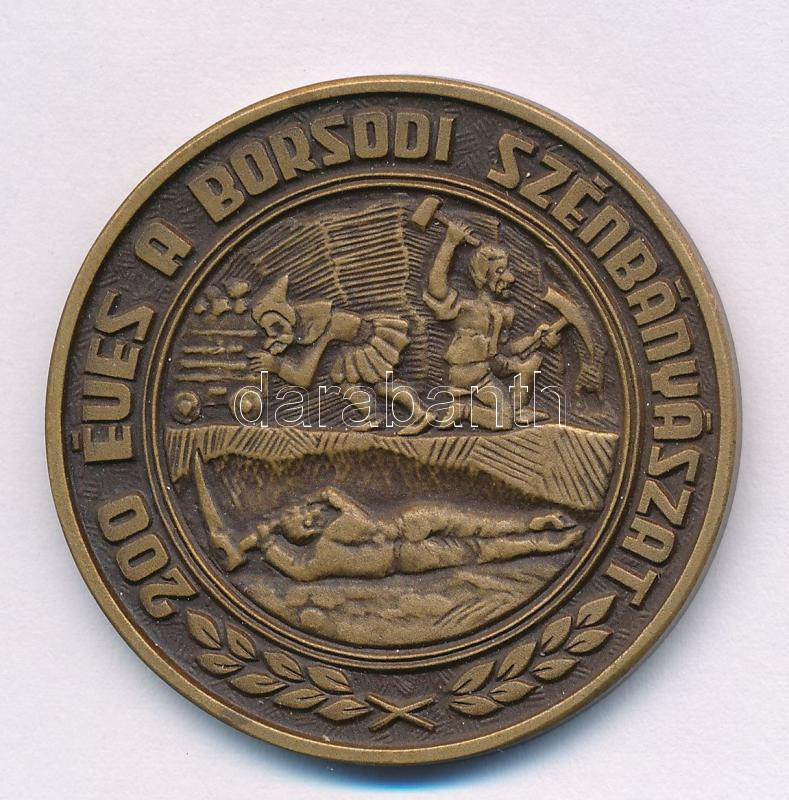 200 ÉVES A BORSODI SZÉNBÁNYÁSZAT
darabanth